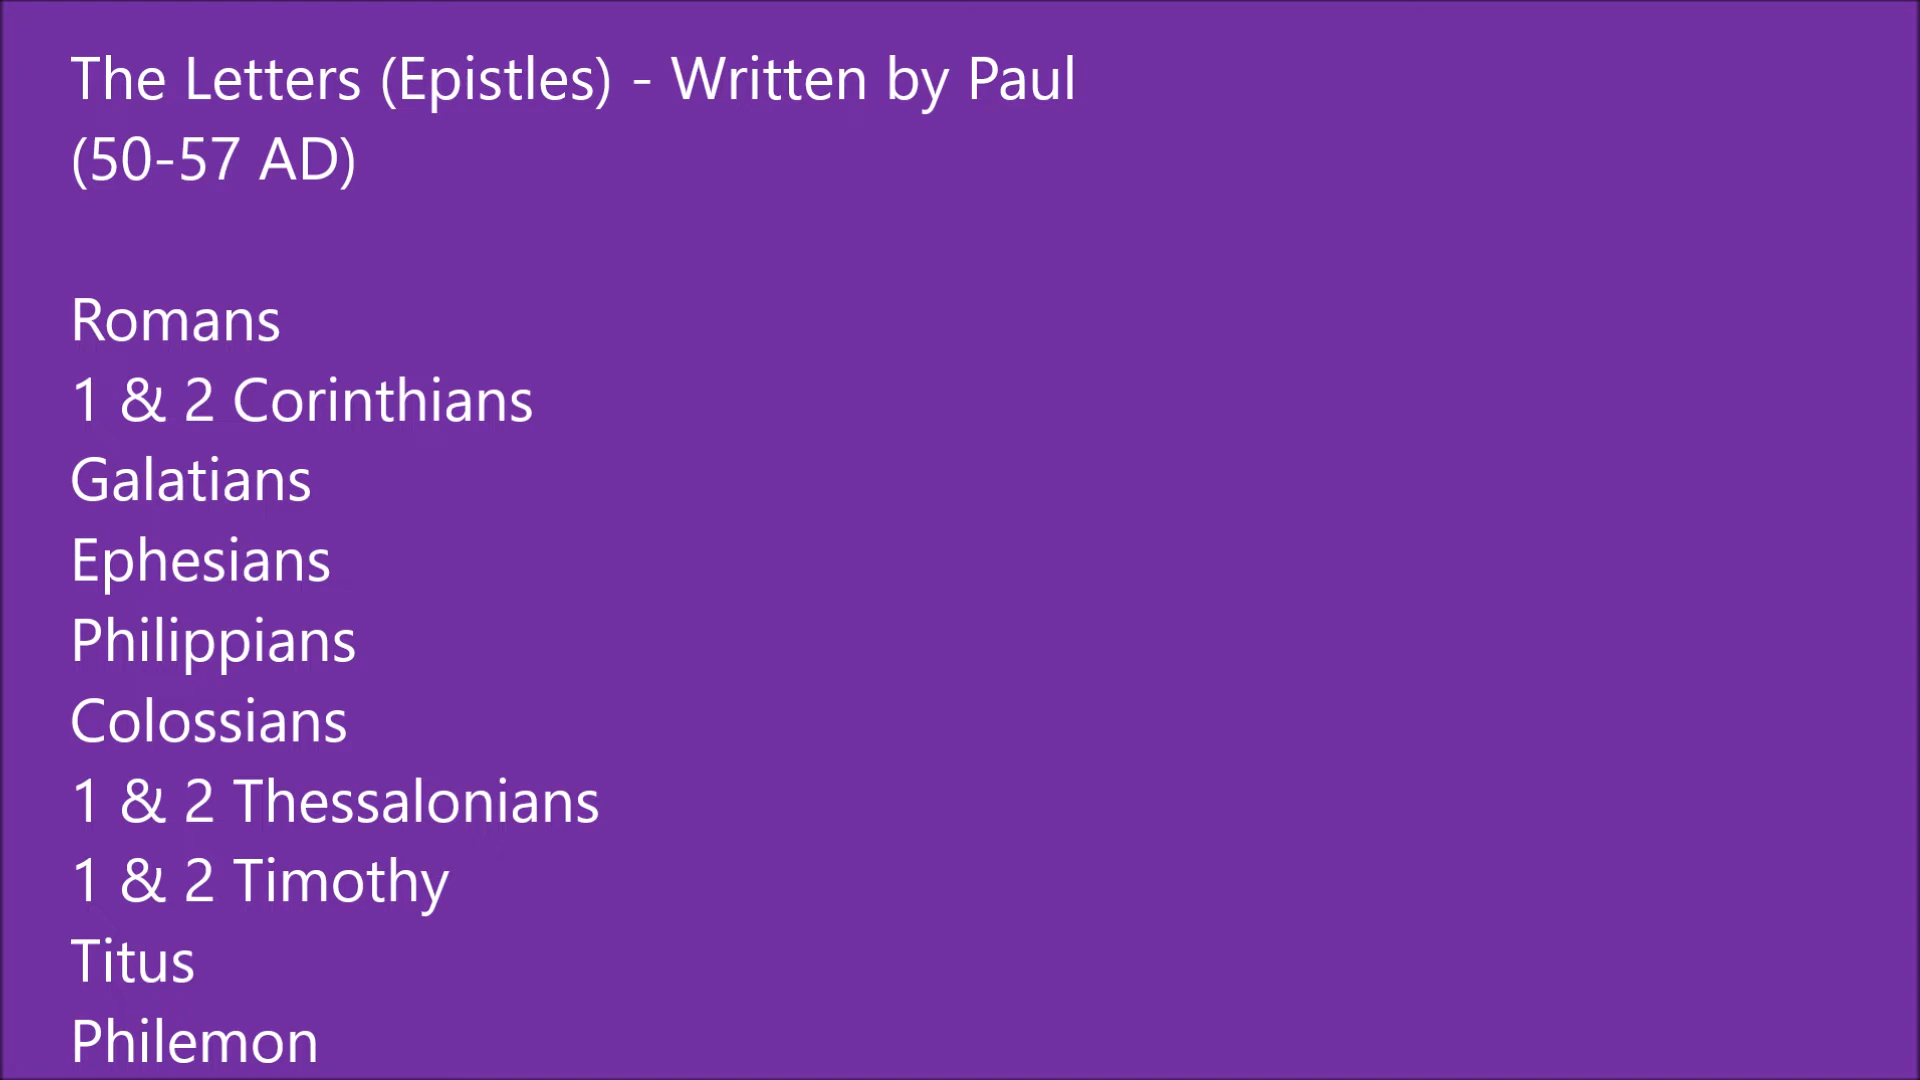 The Letters (Epistles) - Written by Paul
(50-57 AD)
Romans
1 & 2 Corinthians
Galatians
Ephesians
Philippians
Colossians
1 & 2 Thessalonians
1 & 2 Timothy
Titus
Philemon